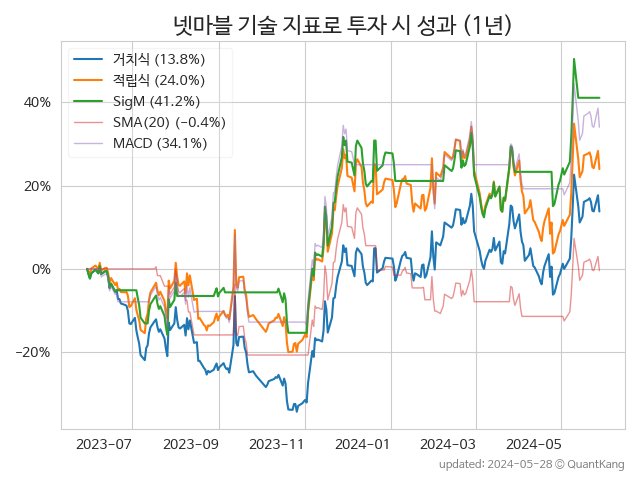 넷마블 기술 지표로 투자 시 성과 (1년)
거치식 (13.8%)
적립식 (24.0%)
SigM (41.2%)
SMA(20) (−0.4%)
MACD (34.1%)
40%
20%
0%
−20%
2023-07 2023-09 2023-11 2024-01 2024-03 2024-05
updated: 2024-05-28 © QuantKang